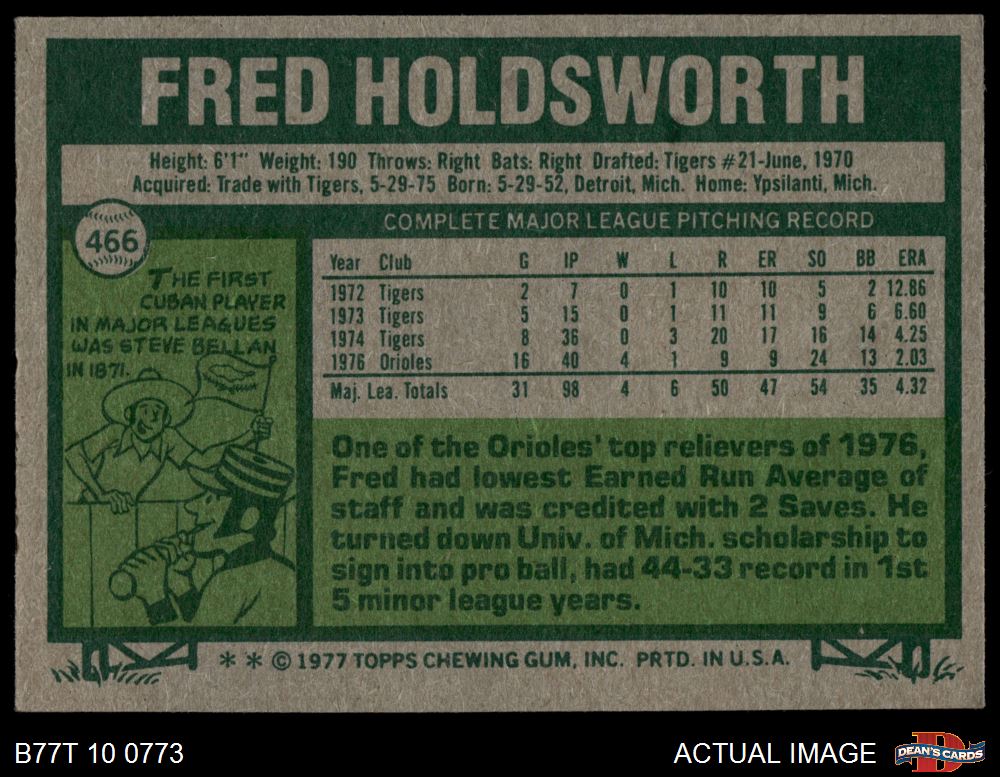 FRED HOLDSWORTH
Height: 6'1" Weight: 190 Throws: Right Bats: Right Drafted: Tigers #21-June, 1970
Acquired: Trade with Tigers, 5-29-75 Born: 5-29-52, Detroit, Mich. Home: Ypsilanti, Mich.
466
THE FIRST
CUBAN PLAYER
IN MAJOR LEAGUES
WAS STEVE BELLAN
IN 1871.
COMPLETE MAJOR LEAGUE PITCHING RECORD
Year Club G IP W L R ER SO BB ERA
1972 Tigers 2 7 0 1 10 10 5 2 12.86
1973 Tigers 5 15 0 1 11 11 9 6 6.60
1974 Tigers 8 36 0 3 20 17 16 14 4.25
1976 Orioles 16 40 4 1 9 9 24 13 2.03
Maj. Lea. Totals 31 98 4 6 50 47 54 35 4.32
One of the Orioles' top relievers of 1976,
Fred had lowest Earned Run Average of
staff and was credited with 2 Saves. He
turned down Univ. of Mich. scholarship to
sign into pro ball, had 44-33 record in 1st
5 minor league years.
* * © 1977 TOPPS CHEWING GUM, INC. PRTD. IN U.S.A.
B77T 10 0773
ACTUAL IMAGE
D
DEAN'S CARDS